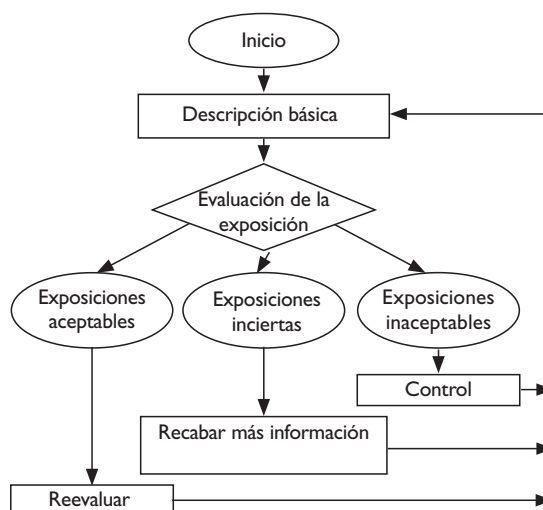 Inicio
Descripción básica
Evaluación de la
exposición
Exposiciones
aceptables
Exposiciones
inciertas
Exposiciones
inaceptables
Control
Recabar más información
Reevaluar